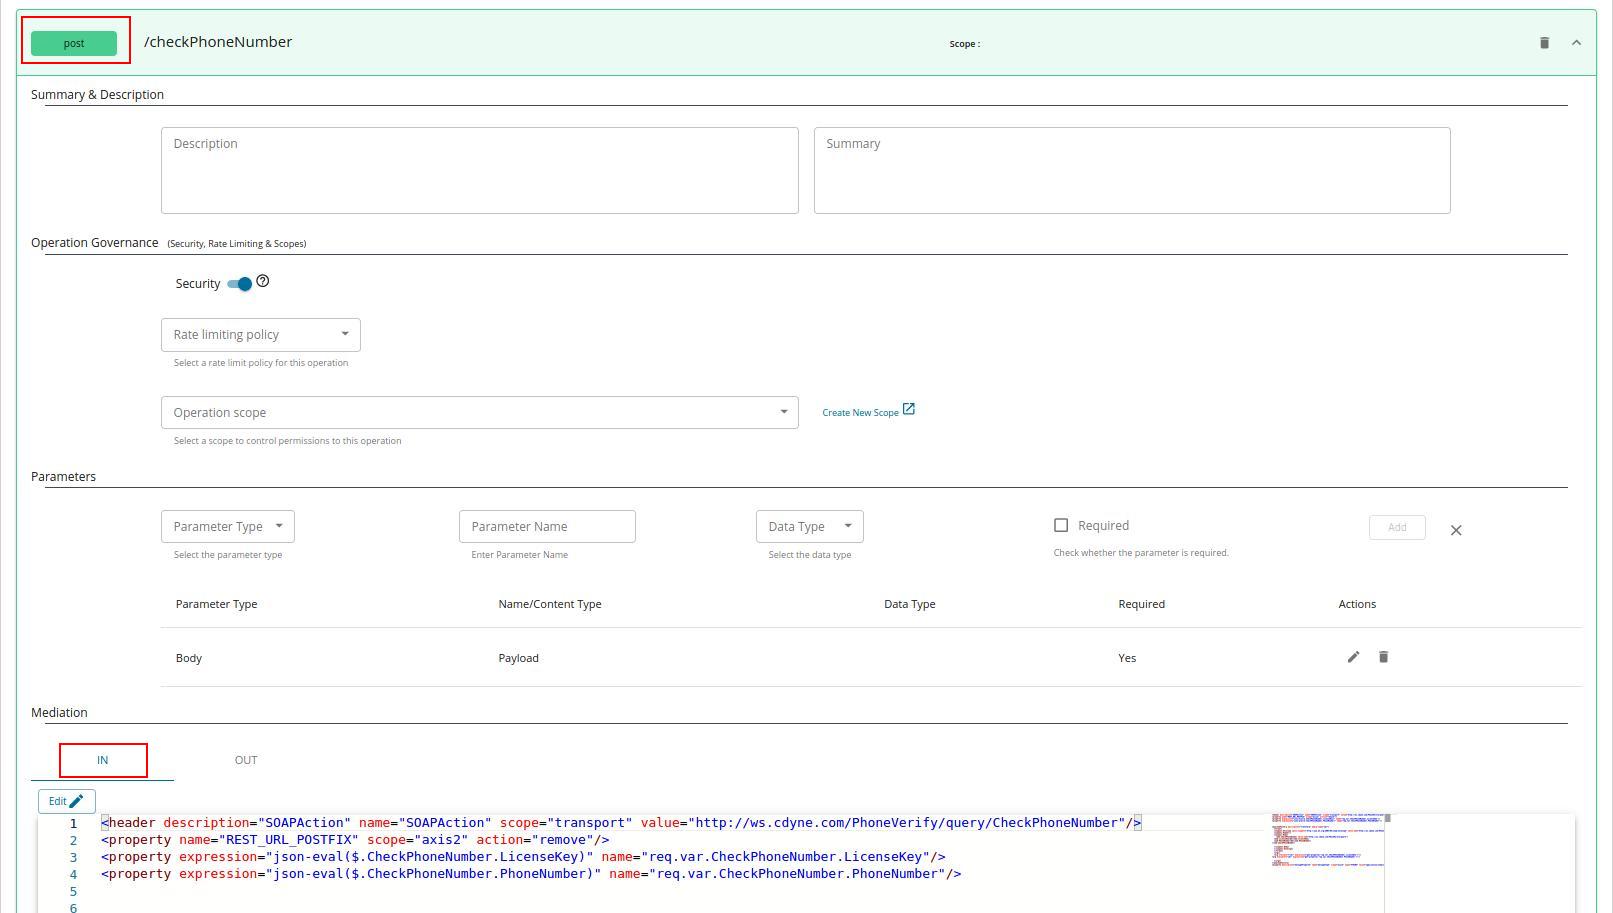 post /checkPhoneNumber Scope :
Summary & Description
Description Summary
Operation Governance (Security, Rate Limiting & Scopes)
Security
Rate limiting policy
Select a rate limit policy for this operation
Operation scope Create New Scope
Select a scope to control permissions to this operation
Parameters
Parameter Type Parameter Name Data Type Required Add
Select the parameter type Enter Parameter Name Select the data type Check whether the parameter is required.
Parameter Type Name/Content Type Data Type Required Actions
Body Payload Yes
Mediation
IN OUT
Edit
1 <header description="SOAPAction" name="SOAPAction" scope="transport" value="http://ws.cdyne.com/PhoneVerify/query/CheckPhoneNumber"/>
2 <property name="REST_URL_POSTFIX" scope="axis2" action="remove"/>
3 <property expression="json-eval($.CheckPhoneNumber.LicenseKey)" name="req.var.CheckPhoneNumber.LicenseKey"/>
4 <property expression="json-eval($.CheckPhoneNumber.PhoneNumber)" name="req.var.CheckPhoneNumber.PhoneNumber"/>
5
6